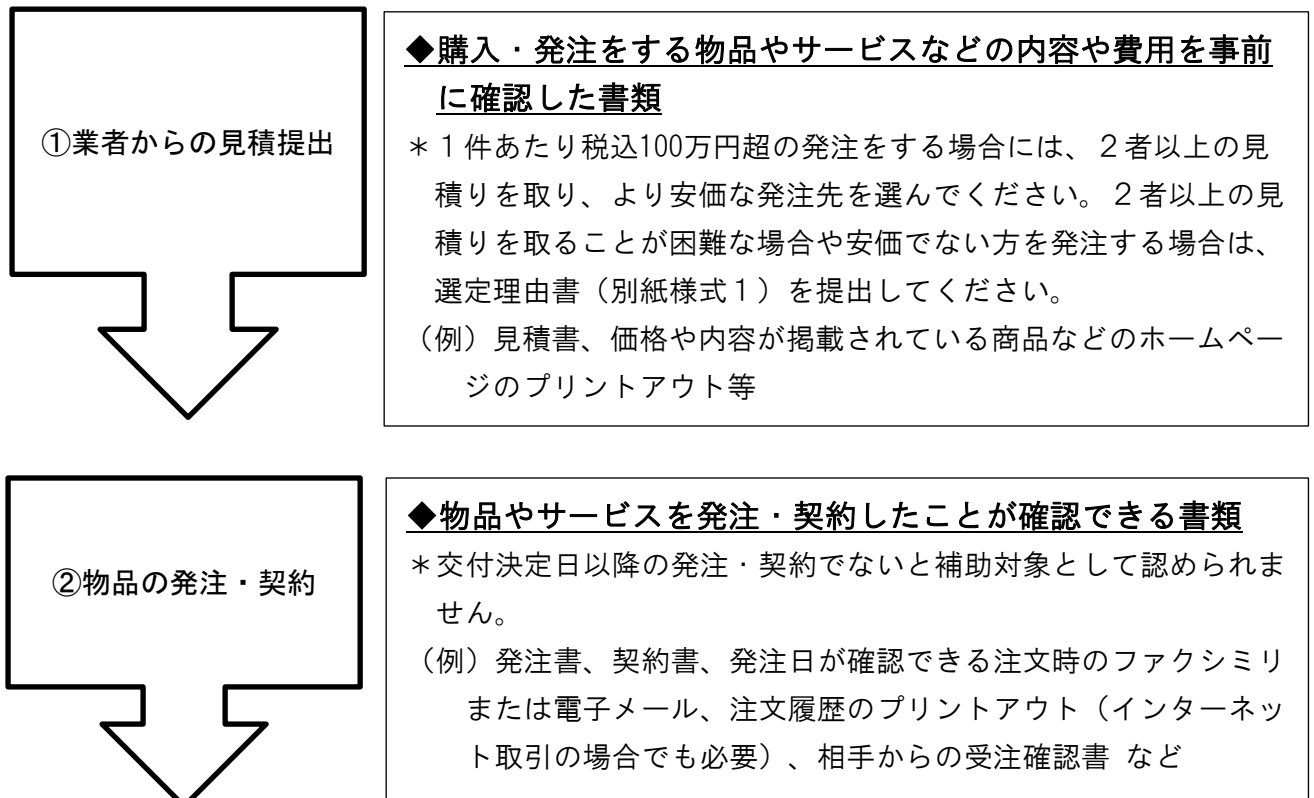 ①業者からの見積提出
◆購入・発注をする物品やサービスなどの内容や費用を事前
に確認した書類
＊１件あたり税込100万円超の発注をする場合には、２者以上の見
積りを取り、より安価な発注先を選んでください。２者以上の見
積りを取ることが困難な場合や安価でない方を発注する場合は、
選定理由書（別紙様式１）を提出してください。
（例）見積書、価格や内容が掲載されている商品などのホームペー
ジのプリントアウト等
②物品の発注・契約
◆物品やサービスを発注・契約したことが確認できる書類
＊交付決定日以降の発注・契約でないと補助対象として認められま
せん。
（例）発注書、契約書、発注日が確認できる注文時のファクシミリ
または電子メール、注文履歴のプリントアウト（インターネッ
ト取引の場合でも必要）、相手からの受注確認書 など